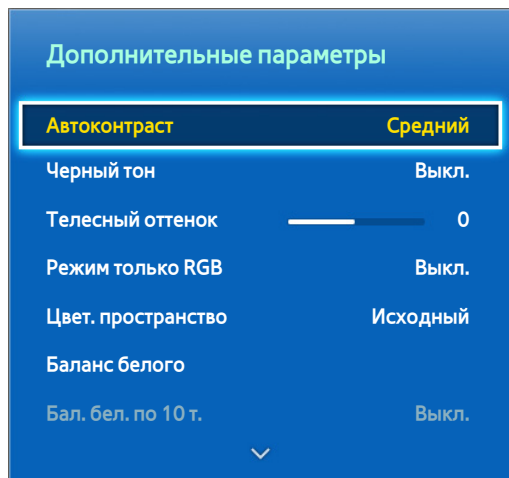 Дополнительные параметры
Автоконтраст Средний
Черный тон Выкл.
Телесный оттенок 0
Режим только RGB Выкл.
Цвет. пространство Исходный
Баланс белого
Бал. бел. по 10 т. Выкл.